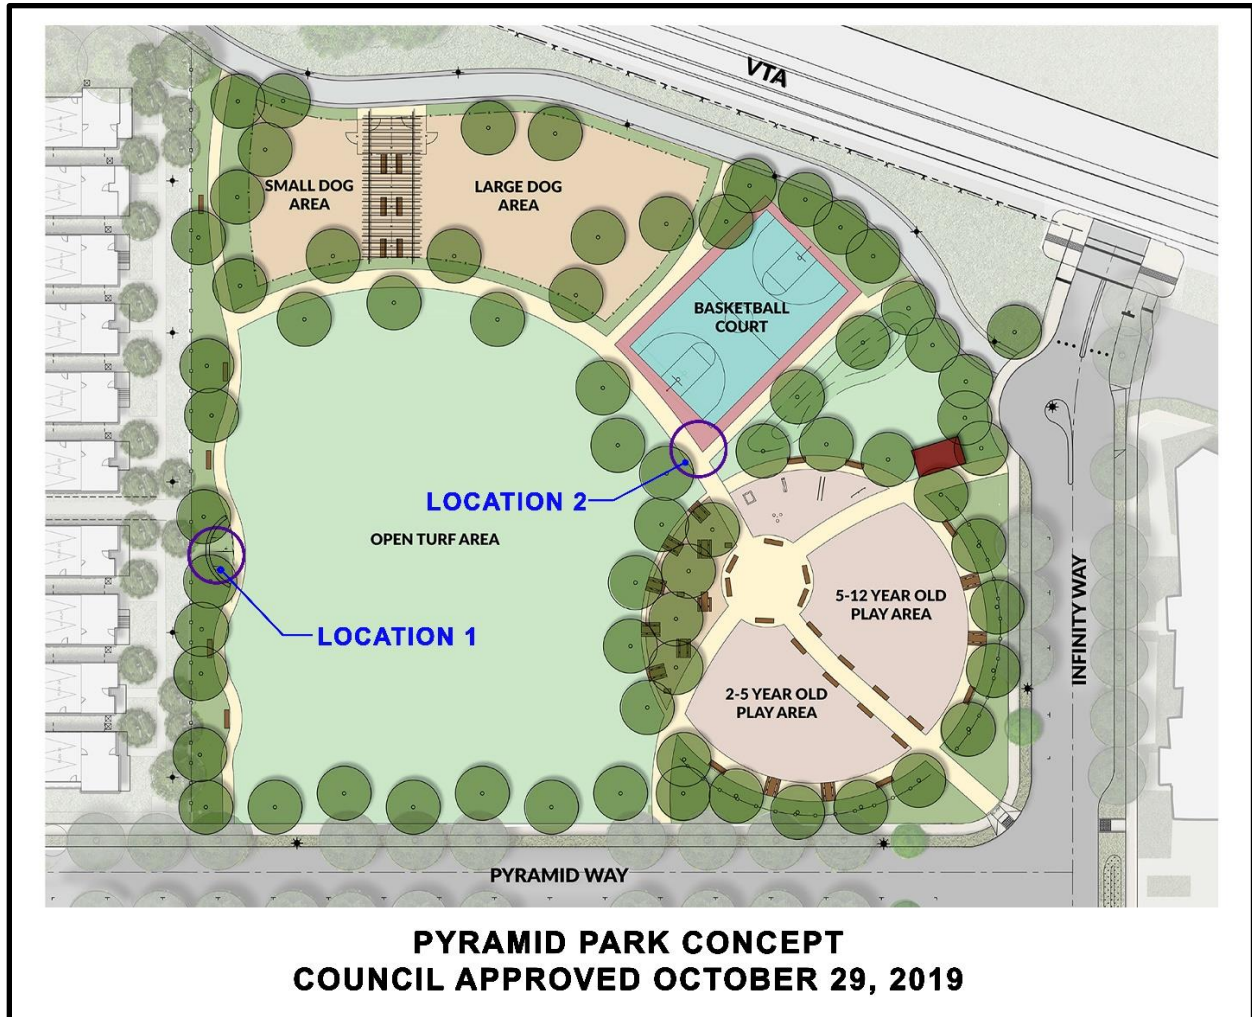 VTA
SMALL DOG
AREA
LARGE DOG
AREA
BASKETBALL
COURT
LOCATION 2
OPEN TURF AREA
LOCATION 1
5-12 YEAR OLD
PLAY AREA
2-5 YEAR OLD
PLAY AREA
INFINITY WAY
PYRAMID WAY
PYRAMID PARK CONCEPT
COUNCIL APPROVED OCTOBER 29, 2019